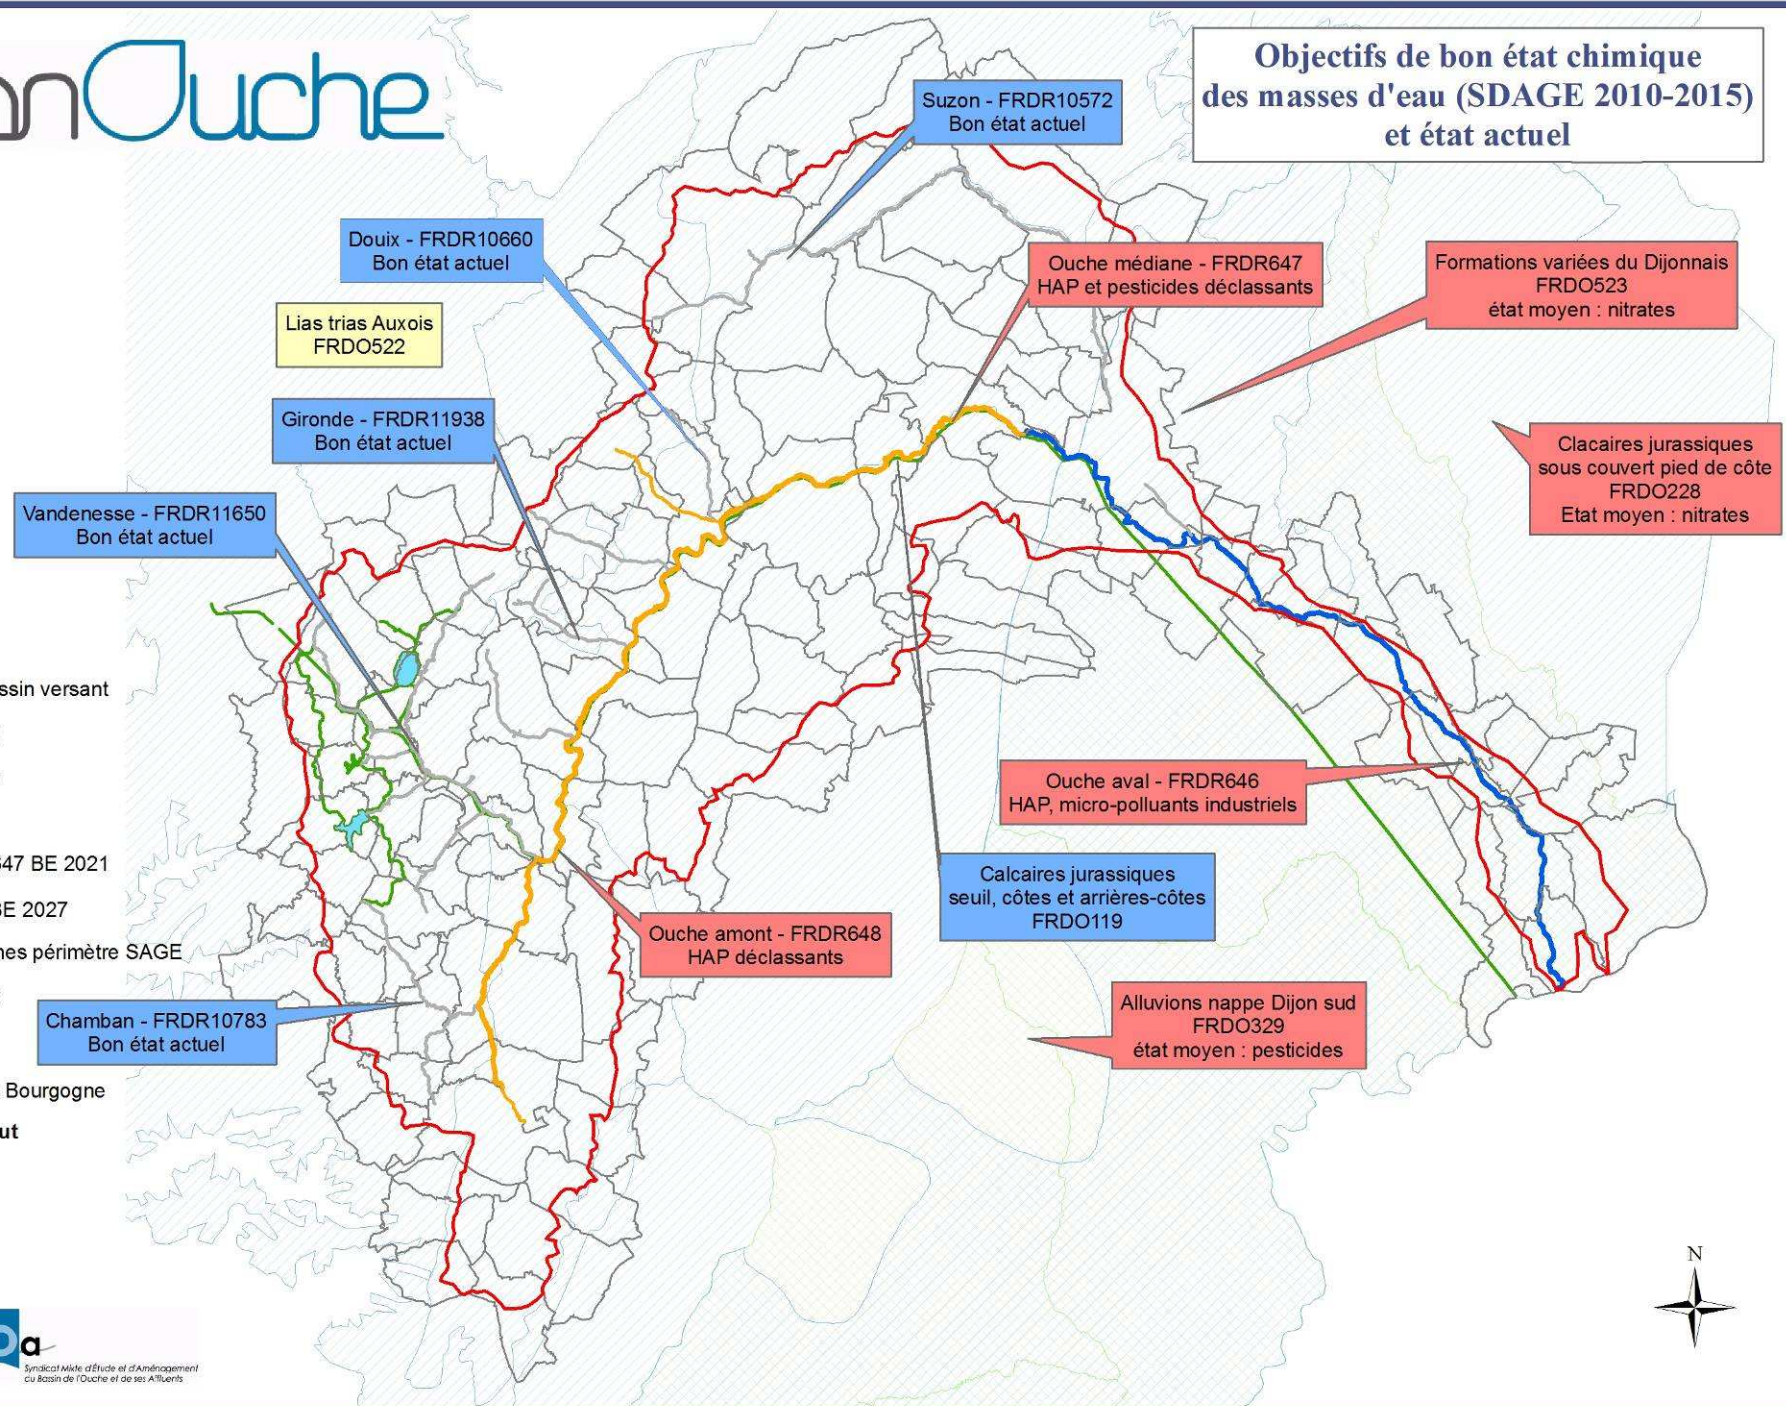 Ouche
Objectifs de bon état chimique
des masses d'eau (SDAGE 2010-2015)
et état actuel
Suzon - FRDR10572
Bon état actuel
Douix - FRDR10660
Bon état actuel
Ouche médiane - FRDR647
HAP et pesticides déclassants
Formations variées du Dijonnais
FRDO523
état moyen : nitrates
Lias trias Auxois
FRDO522
Gironde - FRDR11938
Bon état actuel
Clacaires jurassiques
sous couvert pied de côte
FRDO228
Etat moyen : nitrates
Vandenesse - FRDR11650
Bon état actuel
ssin versant
Ouche aval - FRDR646
HAP, micro-polluants industriels
647 BE 2021
BE 2027
Calcaires jurassiques
seuil, côtes et arrières-côtes
FRDO119
nes périmètre SAGE
Ouche amont - FRDR648
HAP déclassants
Alluvions nappe Dijon sud
FRDO329
état moyen : pesticides
Chamban - FRDR10783
Bon état actuel
Bourgogne
ut
N
a
Syndicat Mixte d'Étude et d'Aménagement
du Bassin de l'Ouche et de ses Affluents